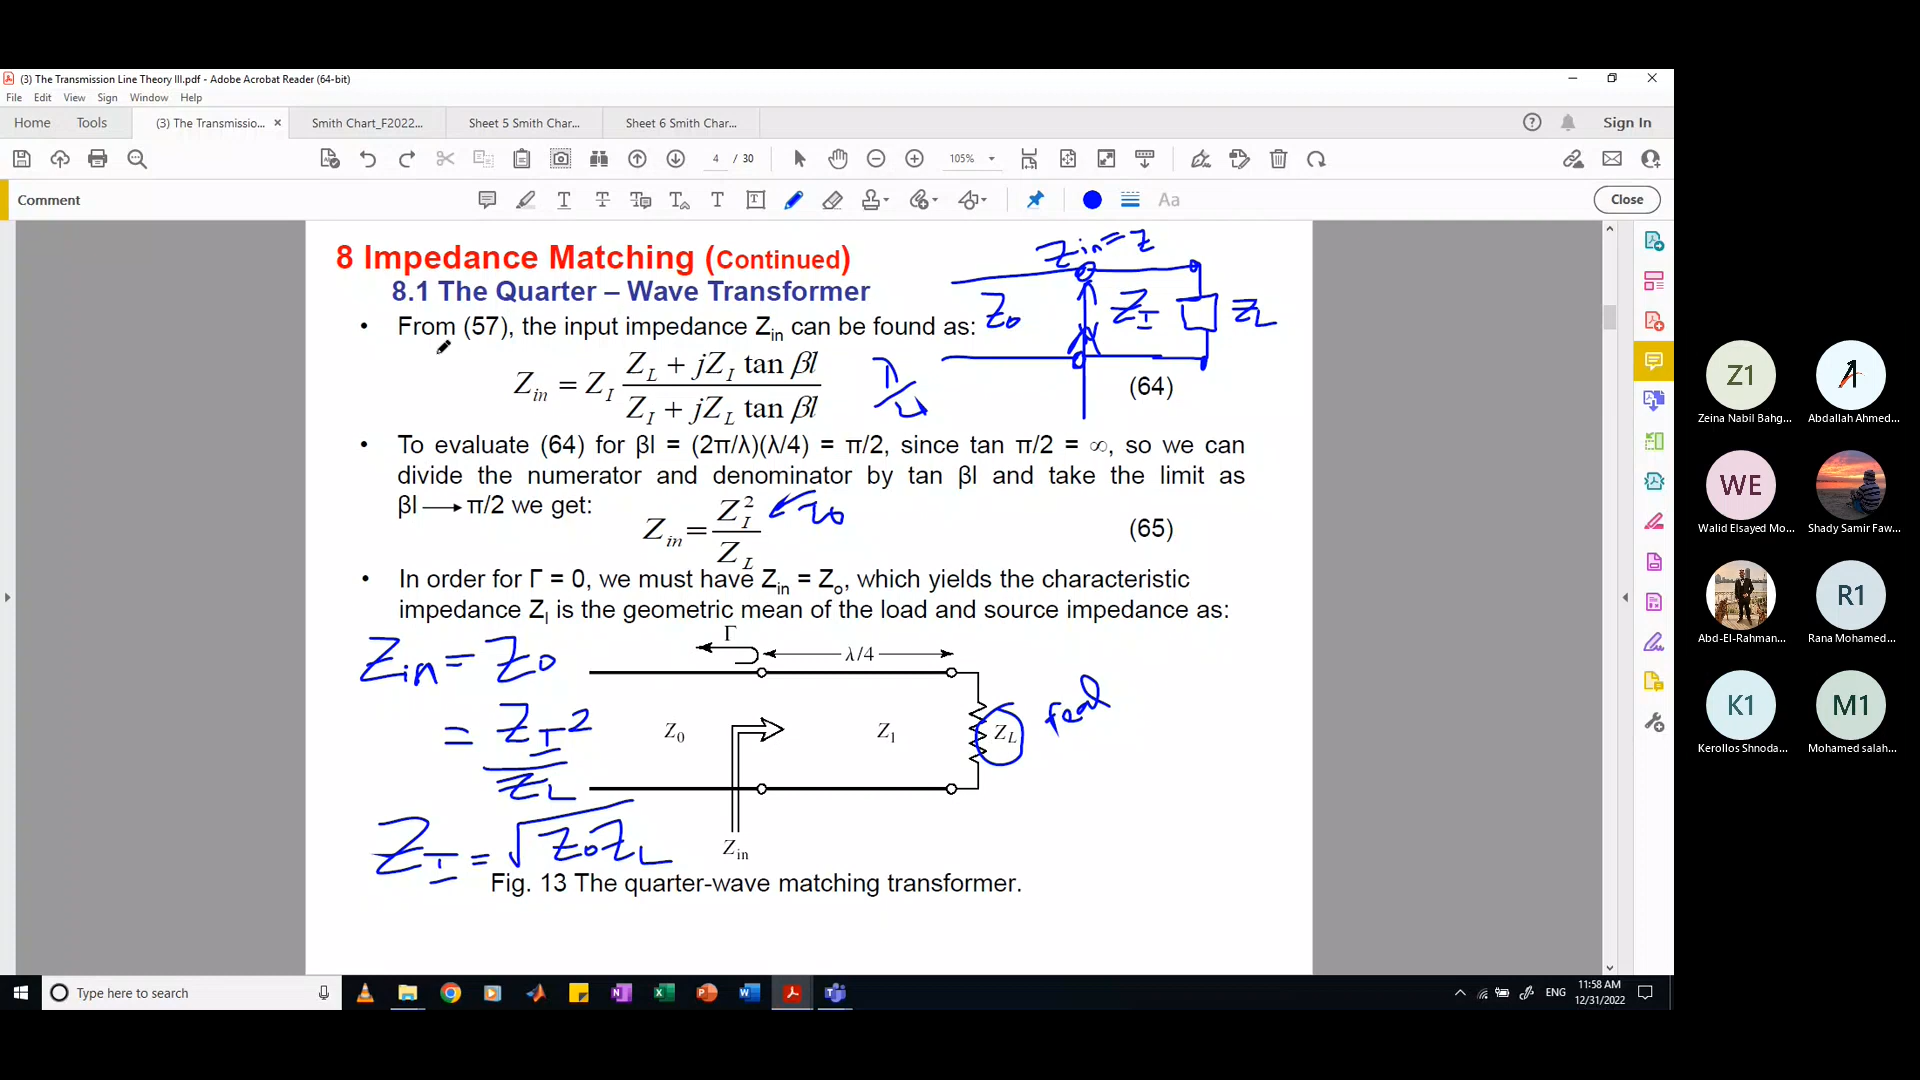 (3) The Transmission Line Theory III.pdf - Adobe Acrobat Reader (64-bit)
File Edit View Sign Window Help
Home Tools (3) The Transmissio... × Smith Chart_F2022... Sheet 5 Smith Char... Sheet 6 Smith Char... Sign In
4 / 30 105%
Comment Aa Close
8 Impedance Matching (Continued)
Zin = Z
8.1 The Quarter – Wave Transformer
Z0 ZI ZL
• From (57), the input impedance Zin can be found as:
Zin = ZI (ZL + jZI tan βl) / (ZI + jZL tan βl) (64)
• To evaluate (64) for βl = (2π/λ)(λ/4) = π/2, since tan π/2 = ∞, so we can
divide the numerator and denominator by tan βl and take the limit as
βl ⟶ π/2 we get:
Zin = ZI² / ZL (65)
• In order for Γ = 0, we must have Zin = Zo, which yields the characteristic
impedance ZI is the geometric mean of the load and source impedance as:
Zin = Z0
= ZI² / ZL
ZI = √Z0ZL
Γ λ/4
Z0 Z1 ZL real
Zin
Fig. 13 The quarter-wave matching transformer.
Z1 Zeina Nabil Bahg...
Abdallah Ahmed...
WE Walid Elsayed Mo...
Shady Samir Faw...
Abd-El-Rahman...
R1 Rana Mohamed...
K1 Kerollos Shnoda...
M1 Mohamed salah...
Type here to search
ENG 11:58 AM
12/31/2022